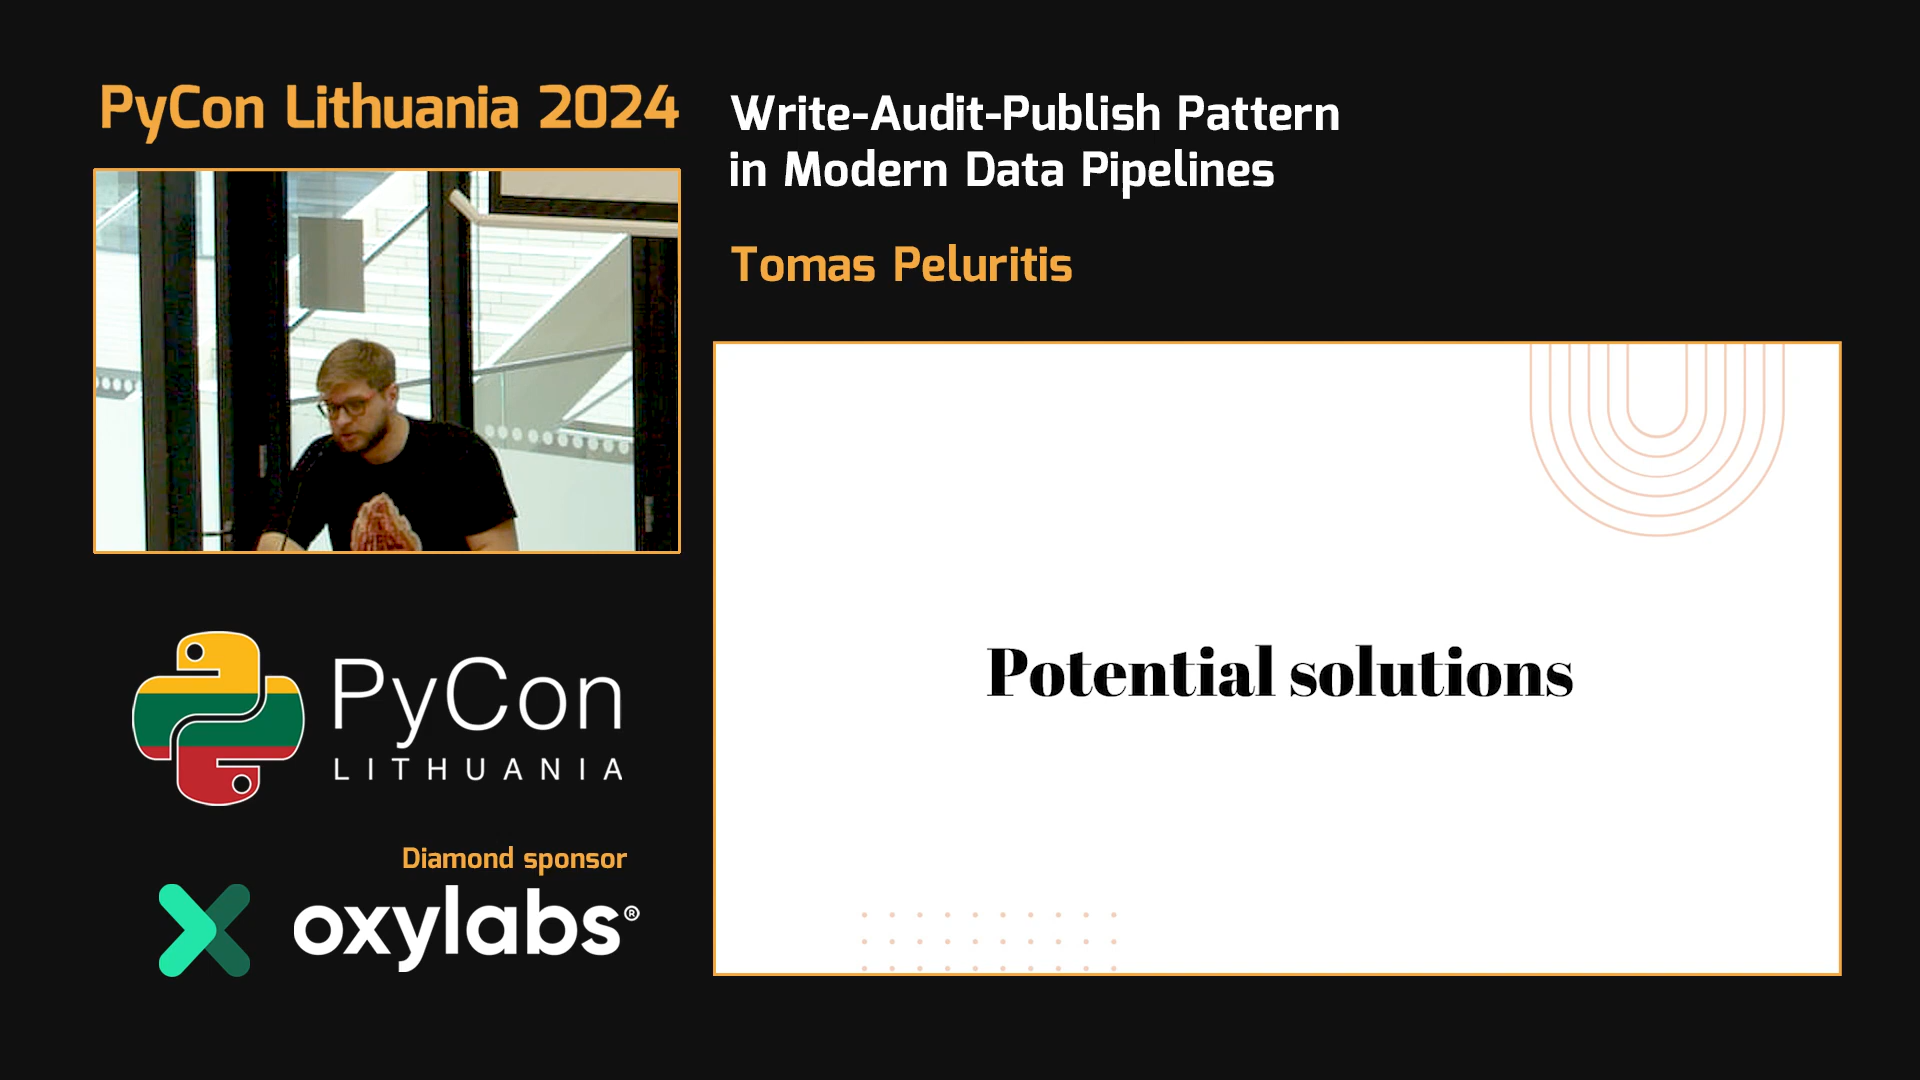 PyCon Lithuania 2024
Write-Audit-Publish Pattern
in Modern Data Pipelines
Tomas Peluritis
HELL
Potential solutions
PyCon
LITHUANIA
Diamond sponsor
oxylabs®